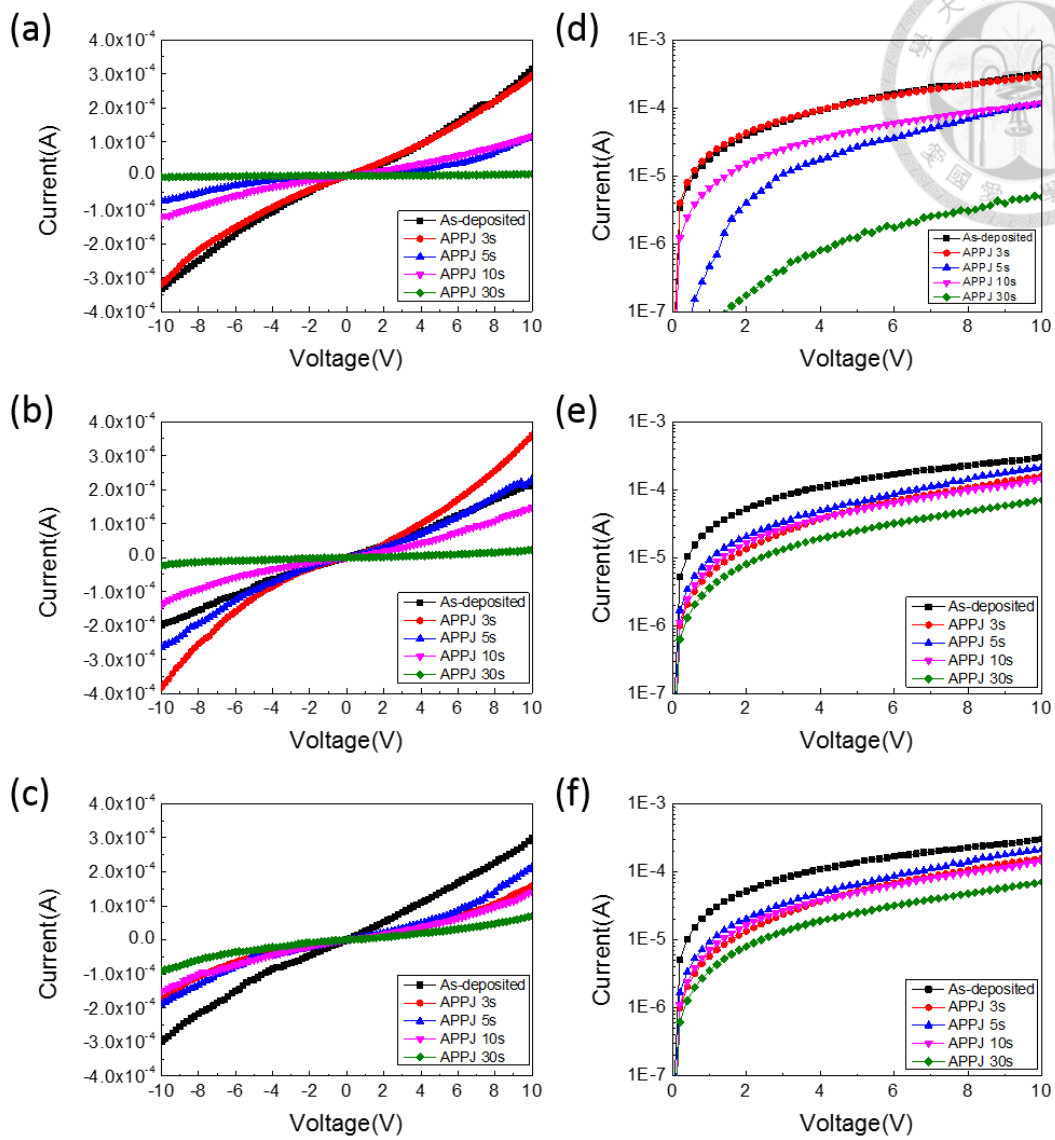 (a)
4.0x10-4
3.0x10-4
2.0x10-4
1.0x10-4
0.0
-1.0x10-4
-2.0x10-4
-3.0x10-4
-4.0x10-4
Current(A)
-10 -8 -6 -4 -2 0 2 4 6 8 10
Voltage(V)
As-deposited
APPJ 3s
APPJ 5s
APPJ 10s
APPJ 30s
(d)
1E-3
1E-4
1E-5
1E-6
1E-7
Current(A)
0 2 4 6 8 10
Voltage(V)
As-deposited
APPJ 3s
APPJ 5s
APPJ 10s
APPJ 30s
學 大
愛 國 愛
(b)
4.0x10-4
3.0x10-4
2.0x10-4
1.0x10-4
0.0
-1.0x10-4
-2.0x10-4
-3.0x10-4
-4.0x10-4
Current(A)
-10 -8 -6 -4 -2 0 2 4 6 8 10
Voltage(V)
As-deposited
APPJ 3s
APPJ 5s
APPJ 10s
APPJ 30s
(e)
1E-3
1E-4
1E-5
1E-6
1E-7
Current(A)
0 2 4 6 8 10
Voltage(V)
As-deposited
APPJ 3s
APPJ 5s
APPJ 10s
APPJ 30s
(c)
4.0x10-4
3.0x10-4
2.0x10-4
1.0x10-4
0.0
-1.0x10-4
-2.0x10-4
-3.0x10-4
-4.0x10-4
Current(A)
-10 -8 -6 -4 -2 0 2 4 6 8 10
Voltage(V)
As-deposited
APPJ 3s
APPJ 5s
APPJ 10s
APPJ 30s
(f)
1E-3
1E-4
1E-5
1E-6
1E-7
Current(A)
0 2 4 6 8 10
Voltage(V)
As-deposited
APPJ 3s
APPJ 5s
APPJ 10s
APPJ 30s